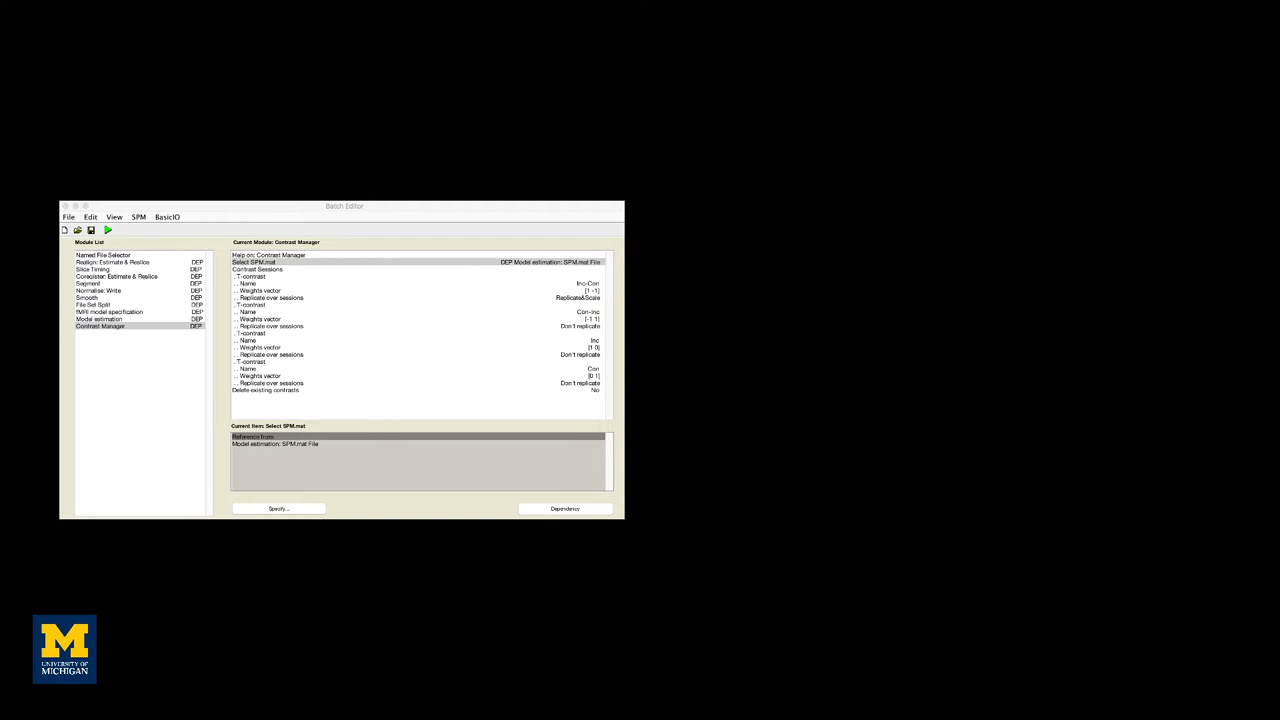 Batch Editor
File Edit View SPM BasicIO
Module List
Named File Selector
Realign: Estimate & Reslice DEP
Slice Timing DEP
Coregister: Estimate & Reslice DEP
Segment DEP
Normalise: Write DEP
Smooth DEP
File Set Split DEP
fMRI model specification DEP
Model estimation DEP
Contrast Manager DEP
Current Module: Contrast Manager
Help on: Contrast Manager
Select SPM.mat DEP Model estimation: SPM.mat File
Contrast Sessions
. T-contrast
. . Name Inc-Con
. . Weights vector [1 -1]
. . Replicate over sessions Replicate&Scale
. T-contrast
. . Name Con-Inc
. . Weights vector [-1 1]
. . Replicate over sessions Don't replicate
. T-contrast
. . Name Inc
. . Weights vector [1 0]
. . Replicate over sessions Don't replicate
. T-contrast
. . Name Con
. . Weights vector [0 1]
. . Replicate over sessions Don't replicate
Delete existing contrasts No
Current Item: Select SPM.mat
Reference from
Model estimation: SPM.mat File
Specify...
Dependency
M
UNIVERSITY OF
MICHIGAN